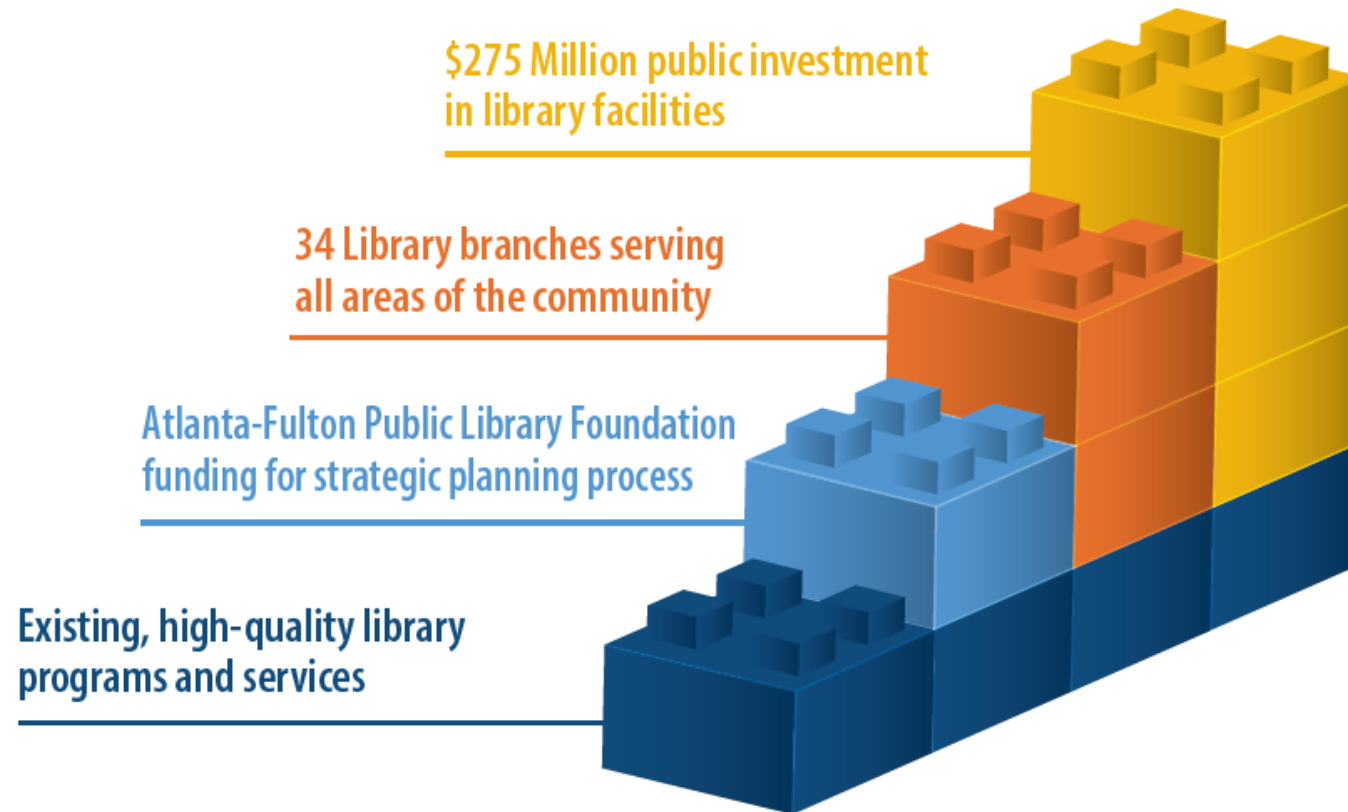 $275 Million public investment
in library facilities
34 Library branches serving
all areas of the community
Atlanta-Fulton Public Library Foundation
funding for strategic planning process
Existing, high-quality library
programs and services